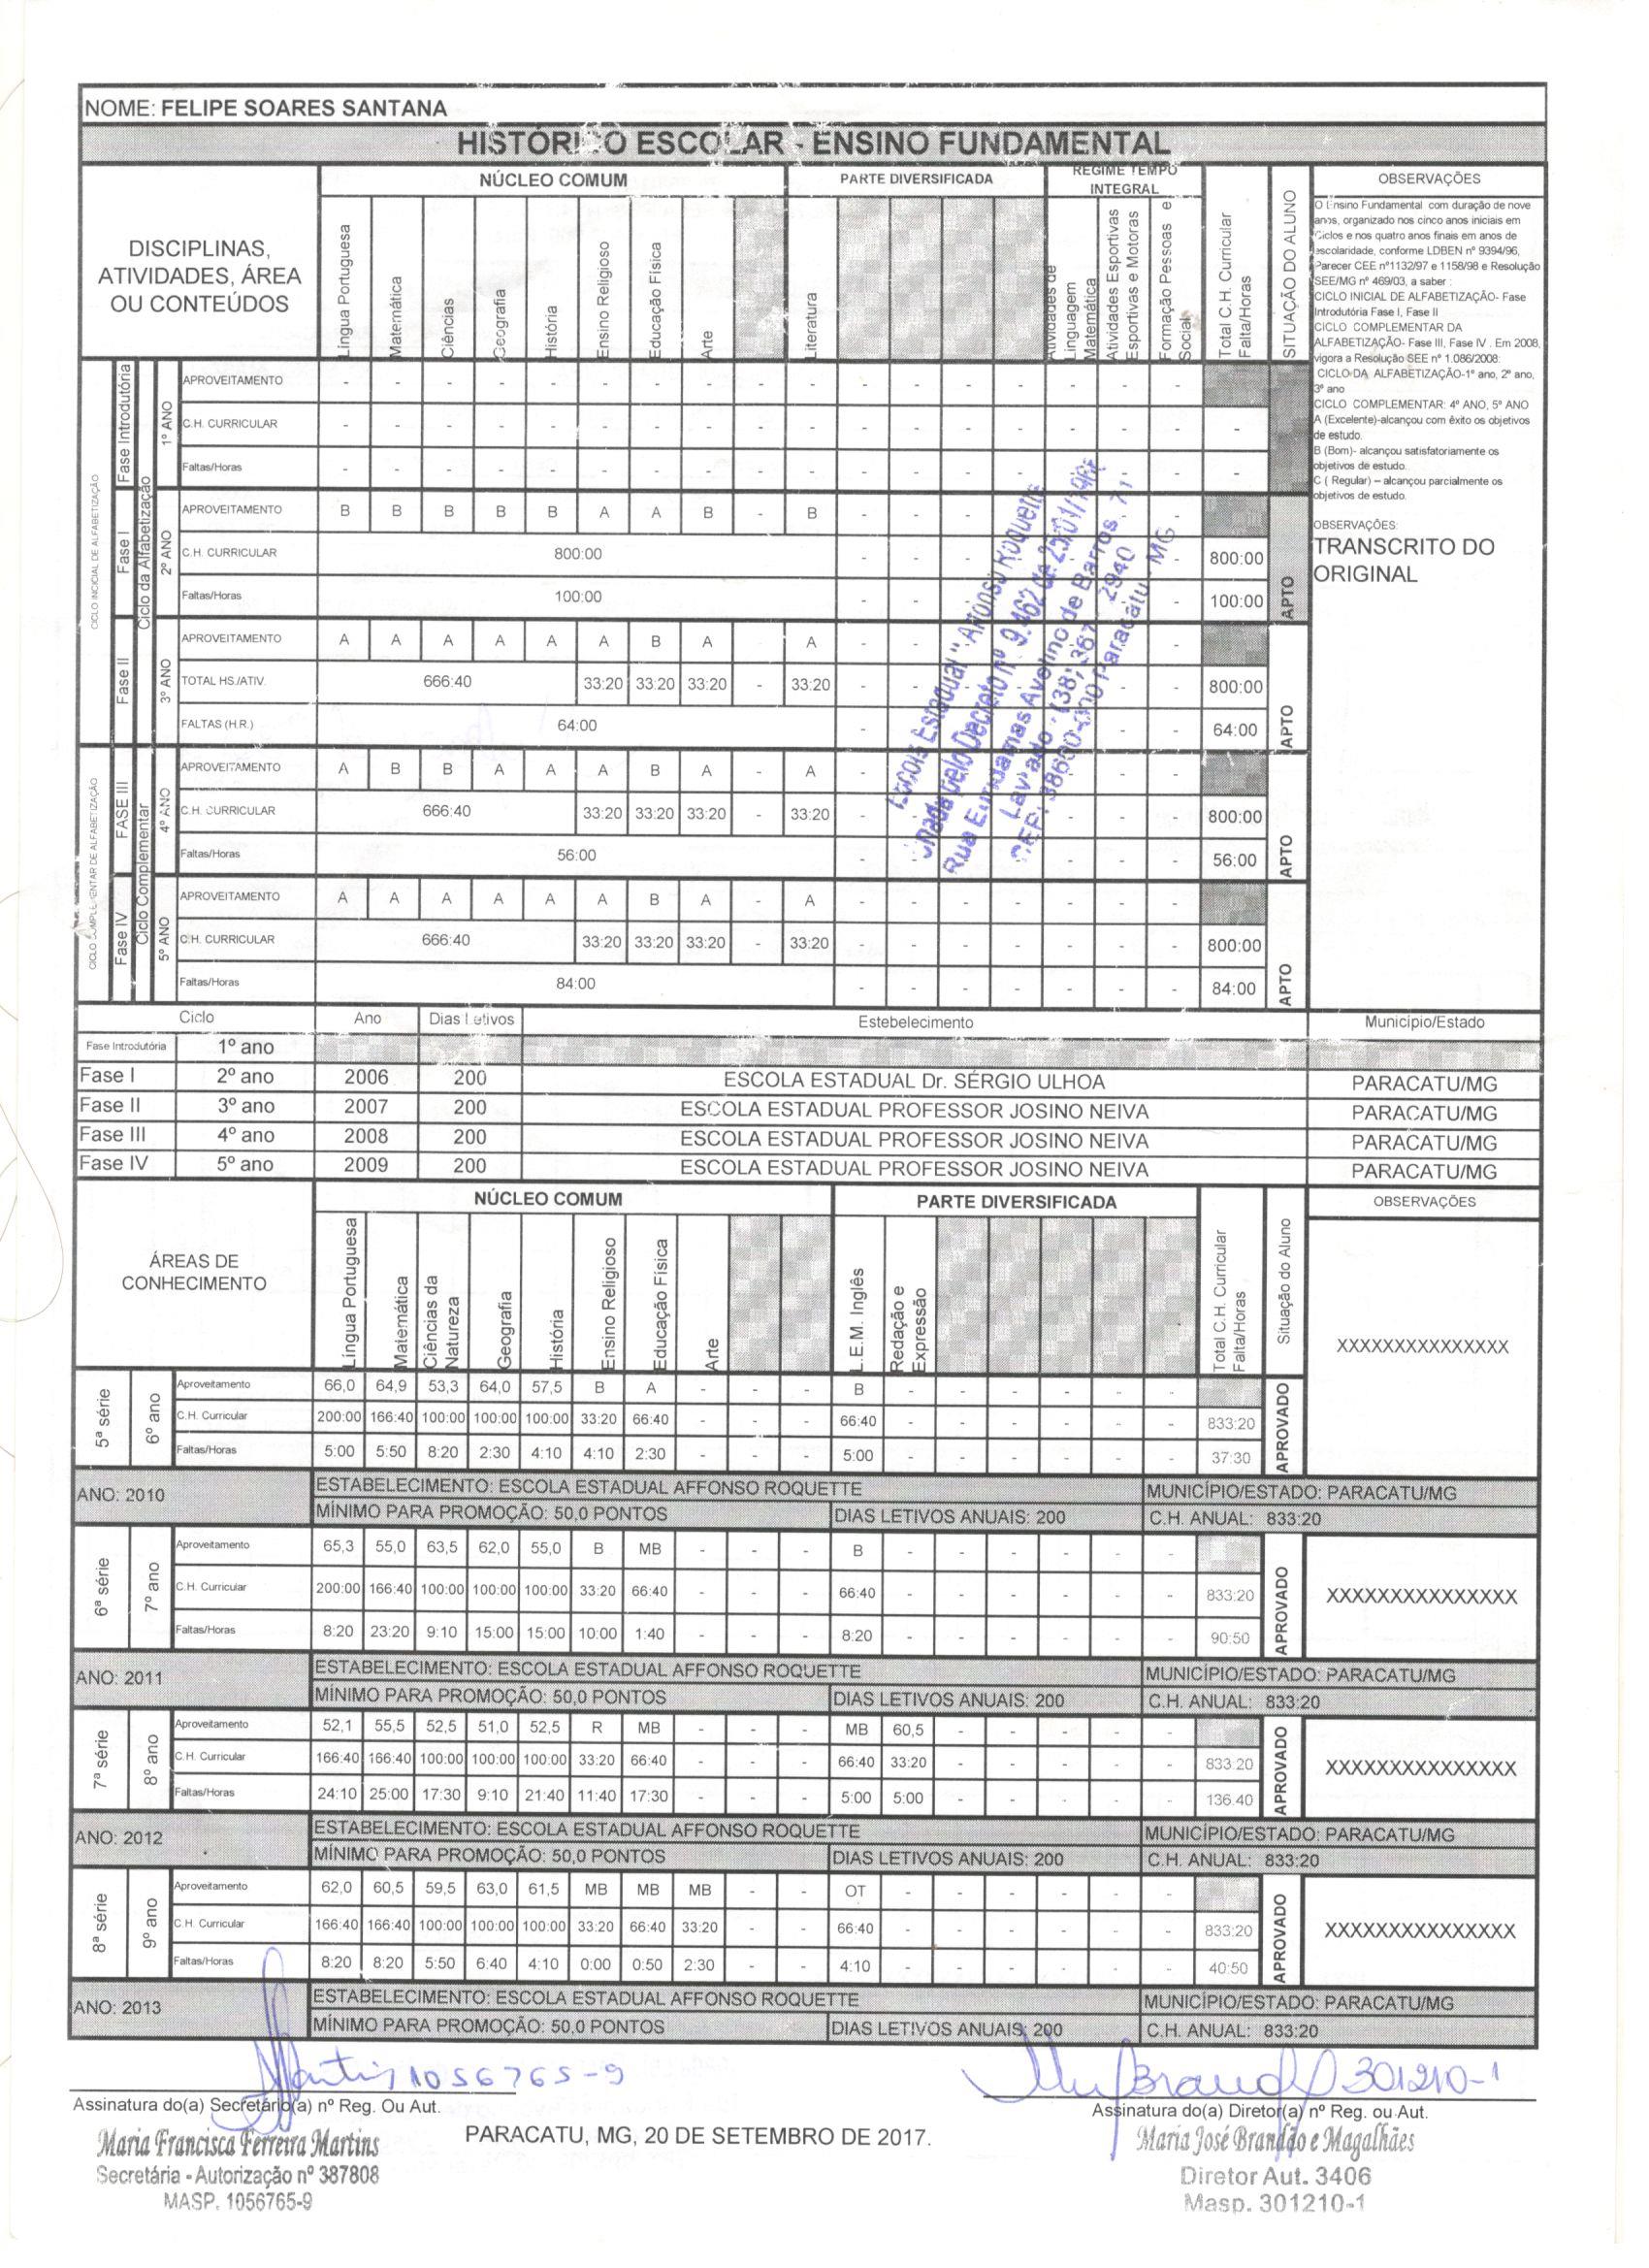 NOME: FELIPE SOARES SANTANA
HISTÓRICO ESCOLAR - ENSINO FUNDAMENTAL
DISCIPLINAS, ATIVIDADES, ÁREA OU CONTEÚDOS
NÚCLEO COMUM
PARTE DIVERSIFICADA
REGIME TEMPO INTEGRAL
Língua Portuguesa
Matemática
Ciências
Geografia
História
Ensino Religioso
Educação Física
Arte
Literatura
Atividades de Linguagem Matemática
Atividades Esportivas Esportivas e Motoras
Formação Pessoas e Social
Total C.H. Curricular Falta/Horas
SITUAÇÃO DO ALUNO
OBSERVAÇÕES
O Ensino Fundamental com duração de nove
anos, organizado nos cinco anos iniciais em
Ciclos e nos quatro anos finais em anos de
escolaridade, conforme LDBEN nº 9394/96,
Parecer CEE nº1132/97 e 1158/98 e Resolução
SEE/MG nº 469/03, a saber :
CICLO INICIAL DE ALFABETIZAÇÃO- Fase
Introdutória Fase I, Fase II
CICLO COMPLEMENTAR DA
ALFABETIZAÇÃO- Fase III, Fase IV . Em 2008,
vigora a Resolução SEE nº 1.086/2008:
CICLO DA ALFABETIZAÇÃO-1º ano, 2º ano,
3º ano
CICLO COMPLEMENTAR: 4º ANO, 5º ANO
A (Excelente)-alcançou com êxito os objetivos
de estudo.
B (Bom)- alcançou satisfatoriamente os
objetivos de estudo.
C ( Regular) – alcançou parcialmente os
objetivos de estudo.
OBSERVAÇÕES:
TRANSCRITO DO
ORIGINAL
CICLO INICICIAL DE ALFABETIZAÇÃO
Ciclo da Alfabetização
Fase Introdutória 1º ANO
APROVEITAMENTO - - - - - - - - - - - - - - - - -
C.H. CURRICULAR - - - - - - - - - - - - - - - - - -
Faltas/Horas - - - - - - - - - - - - - - - - - -
Fase I 2º ANO
APROVEITAMENTO B B B B B A A B - B
C.H. CURRICULAR 800:00 800:00
Faltas/Horas 100:00 100:00
APTO
Fase II 3º ANO
APROVEITAMENTO A A A A A A B A A
TOTAL HS./ATIV. 666:40 33:20 33:20 33:20 - 33:20 800:00
FALTAS (H.R.) 64:00 64:00
APTO
Ciclo Complementar
FASE III 4º ANO
APROVEITAMENTO A B B A A A B A - A
C.H. CURRICULAR 666:40 33:20 33:20 33:20 - 33:20 800:00
Faltas/Horas 56:00 56:00
APTO
Fase IV 5º ANO
APROVEITAMENTO A A A A A A B A - A
C.H. CURRICULAR 666:40 33:20 33:20 33:20 - 33:20 800:00
Faltas/Horas 84:00 84:00
APTO
Rua Eufridamas Avelino de Barros, 71
Paracatu - MG
Ciclo Ano Dias Letivos Estebelecimento Município/Estado
Fase Introdutória 1º ano
Fase I 2º ano 2006 200 ESCOLA ESTADUAL Dr. SÉRGIO ULHOA PARACATU/MG
Fase II 3º ano 2007 200 ESCOLA ESTADUAL PROFESSOR JOSINO NEIVA PARACATU/MG
Fase III 4º ano 2008 200 ESCOLA ESTADUAL PROFESSOR JOSINO NEIVA PARACATU/MG
Fase IV 5º ano 2009 200 ESCOLA ESTADUAL PROFESSOR JOSINO NEIVA PARACATU/MG
ÁREAS DE CONHECIMENTO
NÚCLEO COMUM
PARTE DIVERSIFICADA
OBSERVAÇÕES
Língua Portuguesa
Matemática
Ciências da Natureza
Geografia
História
Ensino Religioso
Educação Física
Arte
L.E.M. Inglês
Redação e Expressão
Total C.H. Curricular Falta/Horas
Situação do Aluno
XXXXXXXXXXXXXXX
5ª série 6º ano
Aproveitamento 66,0 64,9 53,3 64,0 57,5 B A - - - B - - - - - -
C.H. Curricular 200:00 166:40 100:00 100:00 100:00 33:20 66:40 - - - 66:40 - - - - - - 833:20
Faltas/Horas 5:00 5:50 8:20 2:30 4:10 4:10 2:30 - - - 5:00 - - - - - - 37:30
APROVADO
ANO: 2010 ESTABELECIMENTO: ESCOLA ESTADUAL AFFONSO ROQUETTE MUNICÍPIO/ESTADO: PARACATU/MG
MÍNIMO PARA PROMOÇÃO: 50,0 PONTOS DIAS LETIVOS ANUAIS: 200 C.H. ANUAL: 833:20
6ª série 7º ano
Aproveitamento 65,3 55,0 63,5 62,0 55,0 B MB - - - B - - - - - -
C.H. Curricular 200:00 166:40 100:00 100:00 100:00 33:20 66:40 - - - 66:40 - - - - - - 833:20
Faltas/Horas 8:20 23:20 9:10 15:00 15:00 10:00 1:40 - - - 8:20 - - - - - - 90:50
APROVADO
XXXXXXXXXXXXXXX
ANO: 2011 ESTABELECIMENTO: ESCOLA ESTADUAL AFFONSO ROQUETTE MUNICÍPIO/ESTADO: PARACATU/MG
MÍNIMO PARA PROMOÇÃO: 50,0 PONTOS DIAS LETIVOS ANUAIS: 200 C.H. ANUAL: 833:20
7ª série 8º ano
Aproveitamento 52,1 55,5 52,5 51,0 52,5 R MB - - - MB 60,5 - - - - -
C.H. Curricular 166:40 166:40 100:00 100:00 100:00 33:20 66:40 - - - 66:40 33:20 - - - - - 833:20
Faltas/Horas 24:10 25:00 17:30 9:10 21:40 11:40 17:30 - - - 5:00 5:00 - - - - - 136.40
APROVADO
XXXXXXXXXXXXXXX
ANO: 2012 ESTABELECIMENTO: ESCOLA ESTADUAL AFFONSO ROQUETTE MUNICÍPIO/ESTADO: PARACATU/MG
MÍNIMO PARA PROMOÇÃO: 50,0 PONTOS DIAS LETIVOS ANUAIS: 200 C.H. ANUAL: 833:20
8ª série 9º ano
Aproveitamento 62,0 60,5 59,5 63,0 61,5 MB MB MB - - OT - - - - - -
C.H. Curricular 166:40 166:40 100:00 100:00 100:00 33:20 66:40 33:20 - - 66:40 - - - - - - 833:20
Faltas/Horas 8:20 8:20 5:50 6:40 4:10 0:00 0:50 2:30 - - 4:10 - - - - - - 40:50
APROVADO
XXXXXXXXXXXXXXX
ANO: 2013 ESTABELECIMENTO: ESCOLA ESTADUAL AFFONSO ROQUETTE MUNICÍPIO/ESTADO: PARACATU/MG
MÍNIMO PARA PROMOÇÃO: 50,0 PONTOS DIAS LETIVOS ANUAIS: 200 C.H. ANUAL: 833:20
Martins 1056765-9 301210-1
Assinatura do(a) Secretário(a) nº Reg. Ou Aut. Assinatura do(a) Diretor(a) nº Reg. ou Aut.
PARACATU, MG, 20 DE SETEMBRO DE 2017.
Maria Francisca Ferreira Martins
Secretária - Autorização nº 387808
MASP. 1056765-9
Maria José Brandão e Magalhães
Diretor Aut. 3406
Masp. 301210-1